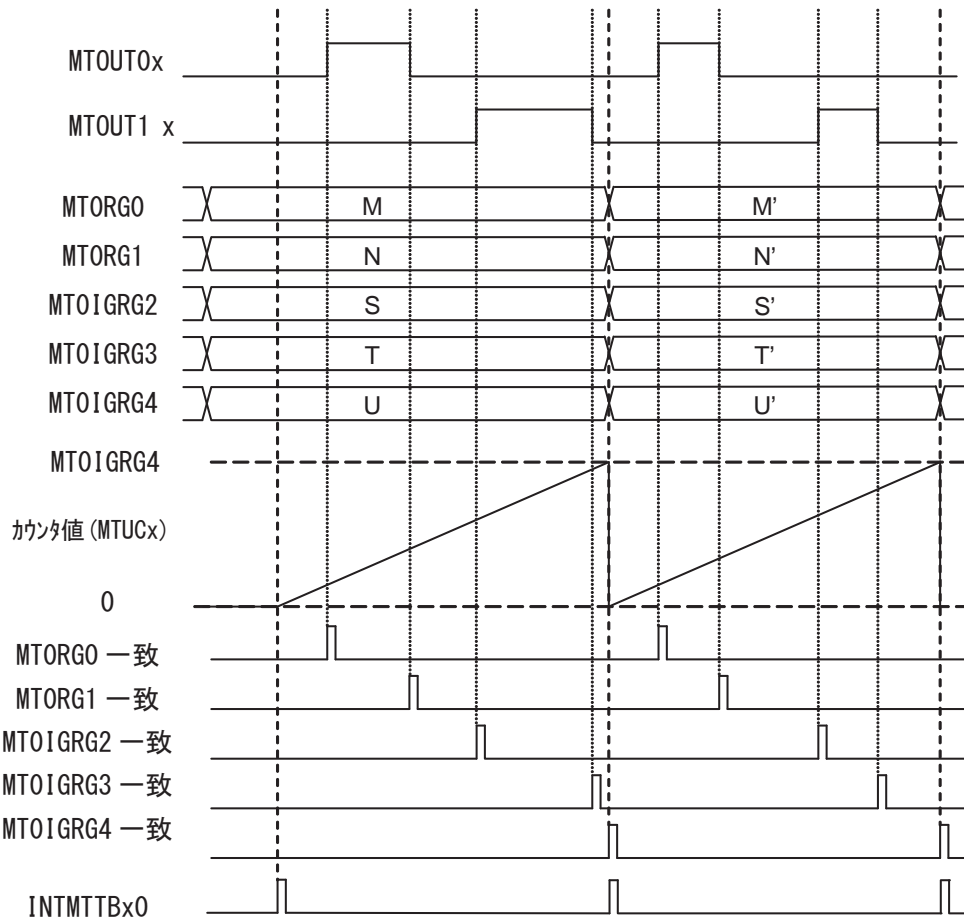 MTOUT0x
MTOUT1 x
MTORG0 M M'
MTORG1 N N'
MTOIGRG2 S S'
MTOIGRG3 T T'
MTOIGRG4 U U'
MTOIGRG4
カウンタ値(MTUCx)
0
MTORG0 一致
MTORG1 一致
MTOIGRG2 一致
MTOIGRG3 一致
MTOIGRG4 一致
INTMTTBx0